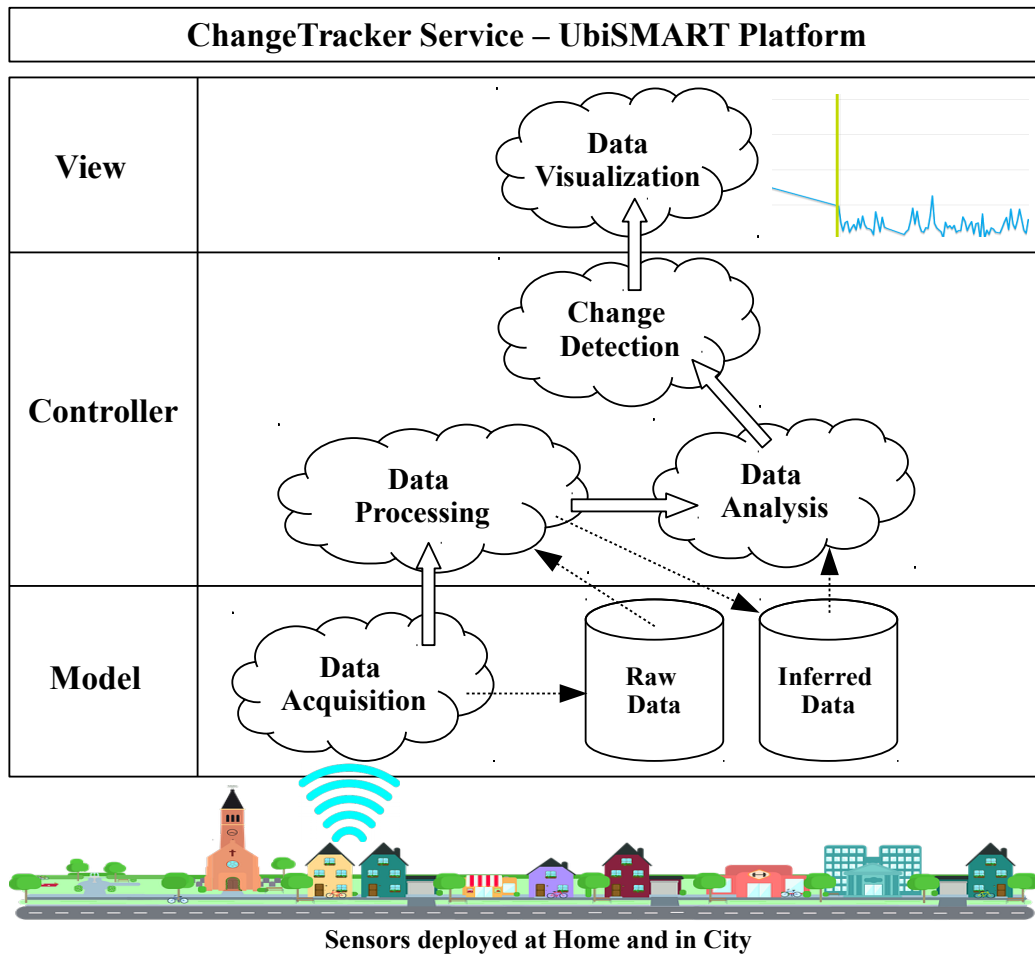 ChangeTracker Service – UbiSMART Platform
View
Data
Visualization
Controller
Change
Detection
Data
Processing
Data
Analysis
Model
Data
Acquisition
Raw
Data
Inferred
Data
Sensors deployed at Home and in City